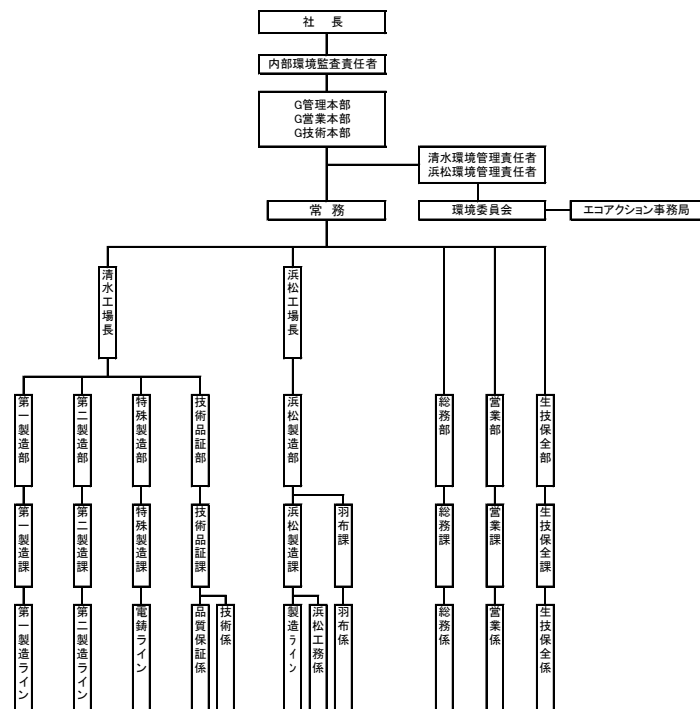 社 長
内部環境監査責任者
G管理本部
G営業本部
G技術本部
清水環境管理責任者
浜松環境管理責任者
常 務
環境委員会
エコアクション事務局
清水工場長
浜松工場長
第一製造部
第二製造部
特殊製造部
技術品証部
浜松製造部
総務部
営業部
生技保全部
第一製造課
第二製造課
特殊製造課
技術品証課
浜松製造課
羽布課
総務課
営業課
生技保全課
第一製造ライン
第二製造ライン
電鋳ライン
品質保証係
技術係
製造ライン
浜松工務係
羽布係
総務係
営業係
生技保全係